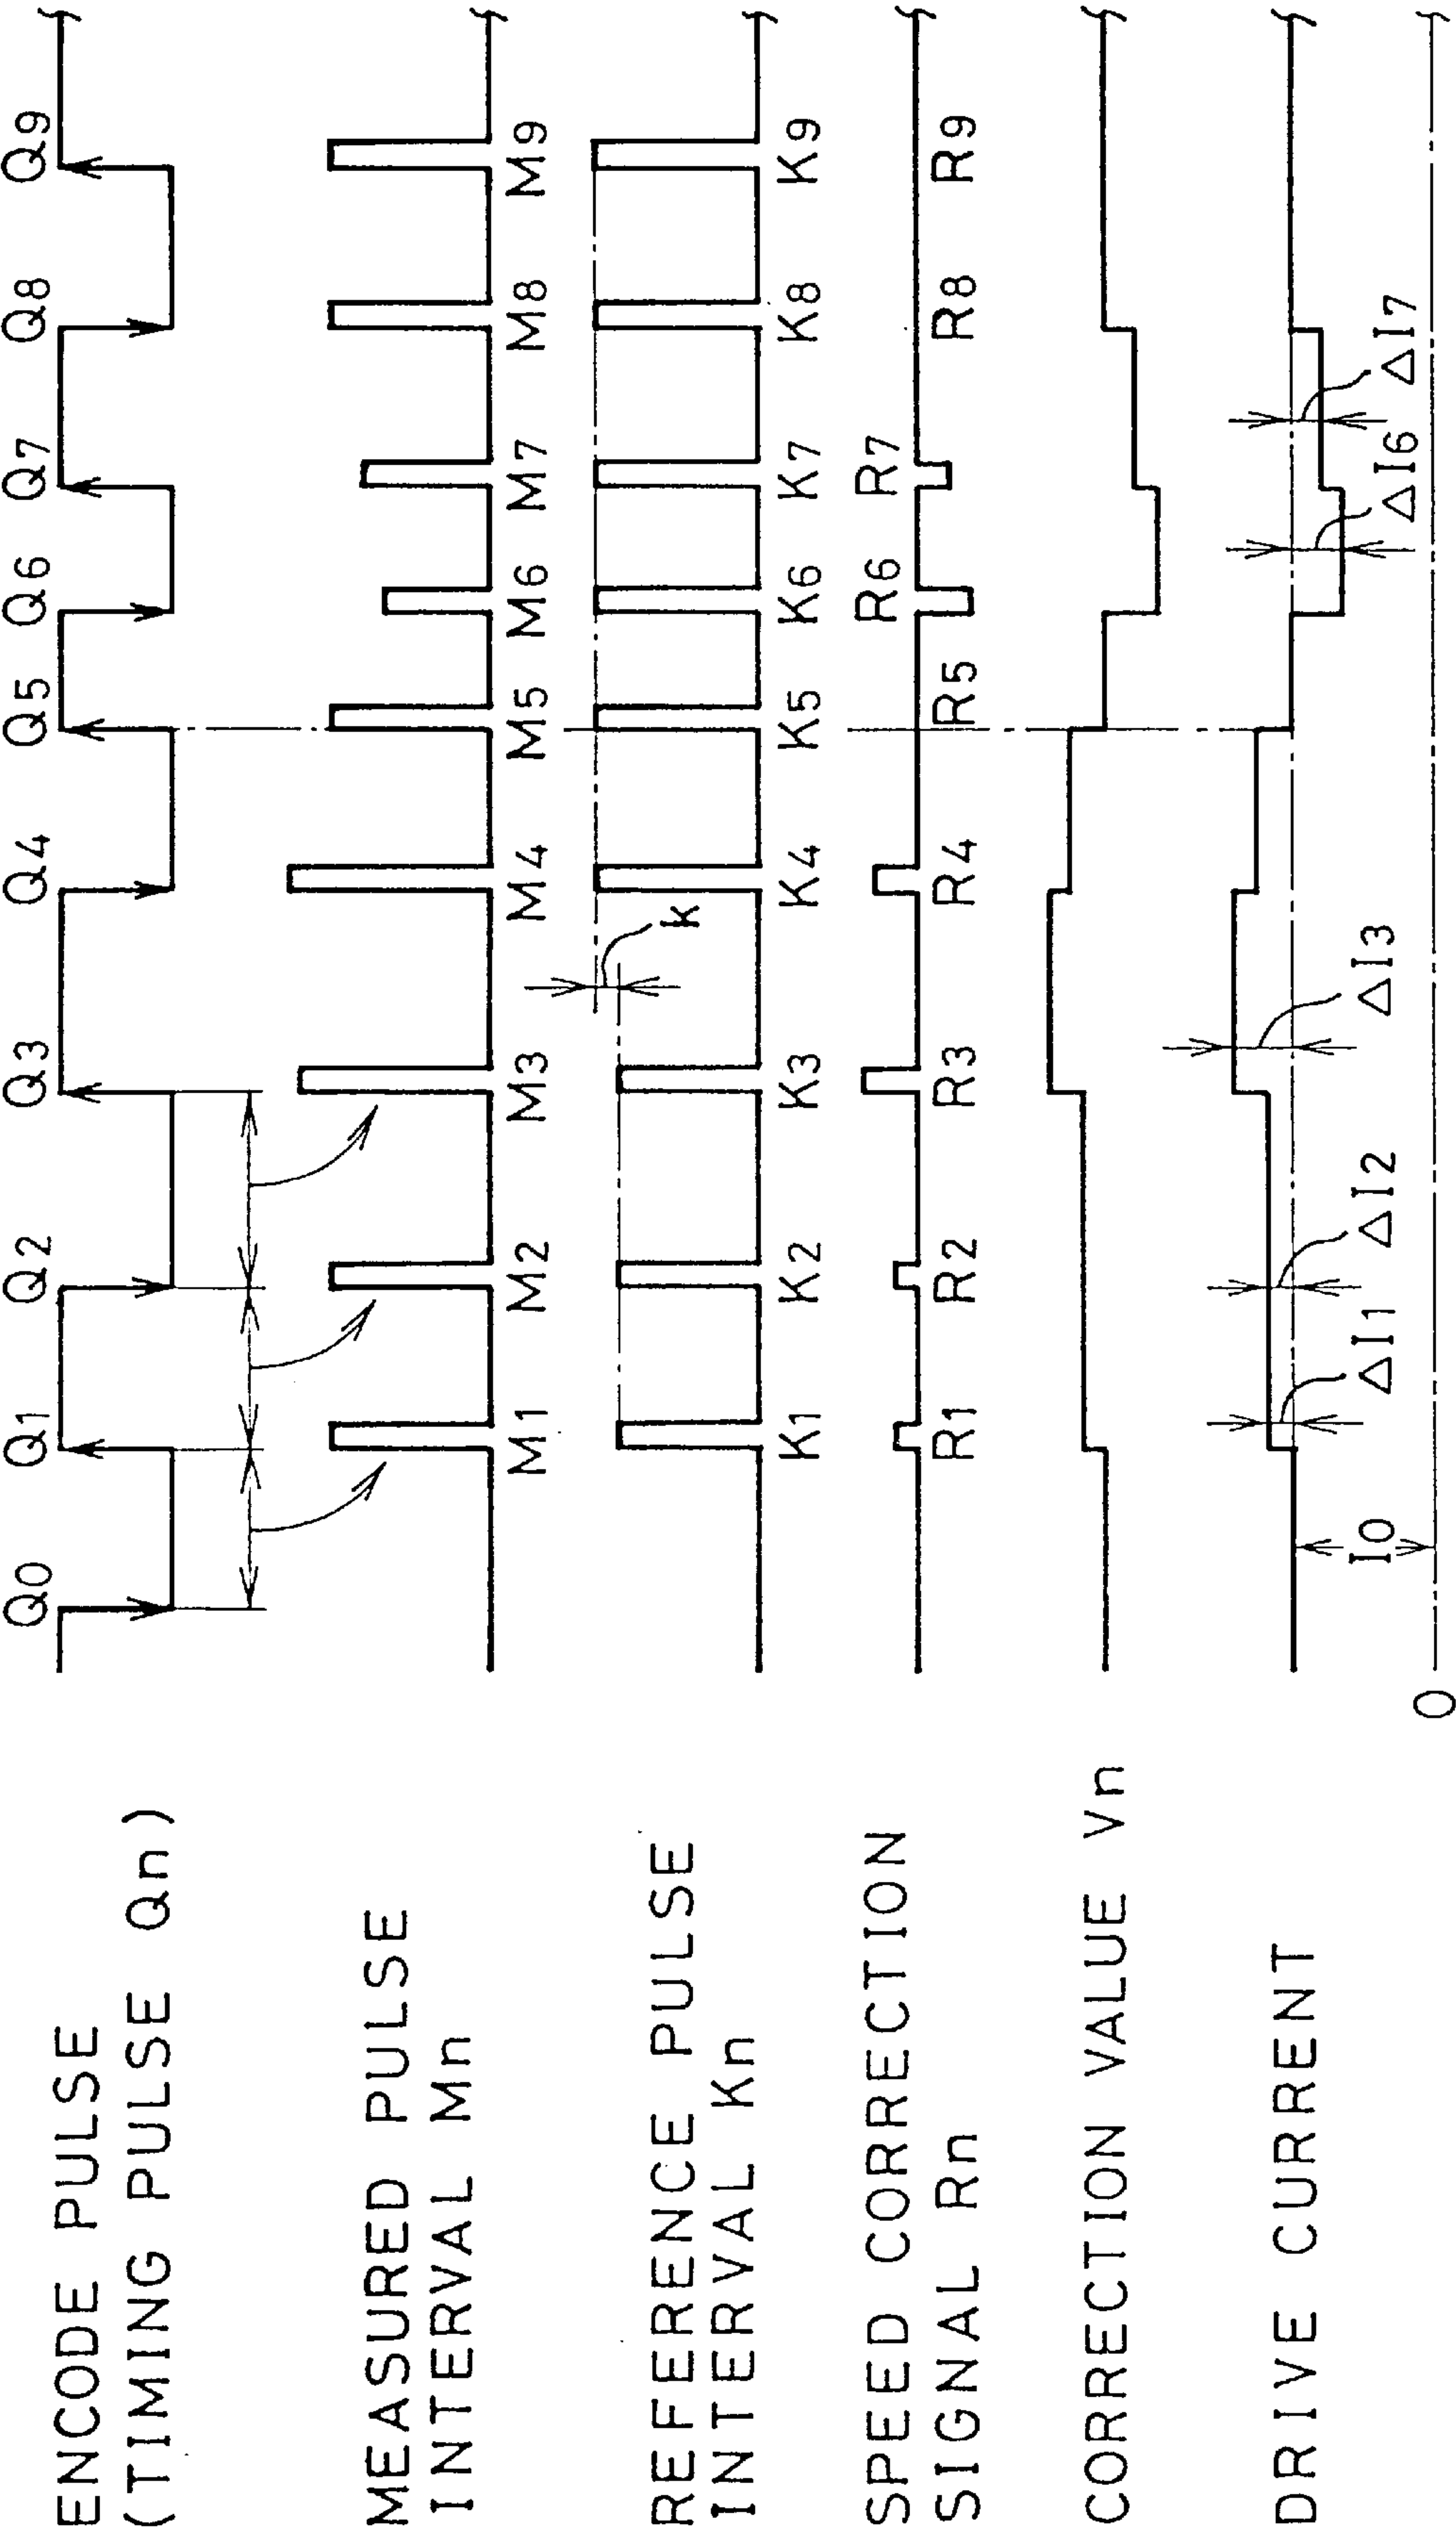 ENCODE PULSE
(TIMING PULSE Qn)
Q0 Q1 Q2 Q3 Q4 Q5 Q6 Q7 Q8 Q9
MEASURED PULSE
INTERVAL Mn
M1 M2 M3 M4 M5 M6 M7 M8 M9
REFERENCE PULSE
INTERVAL Kn
k
K1 K2 K3 K4 K5 K6 K7 K8 K9
SPEED CORRECTION
SIGNAL Rn
R6 R7
R1 R2 R3 R4 R5 R8 R9
CORRECTION VALUE Vn
DRIVE CURRENT
I0 ΔI1 ΔI2 ΔI3 ΔI6 ΔI7
0